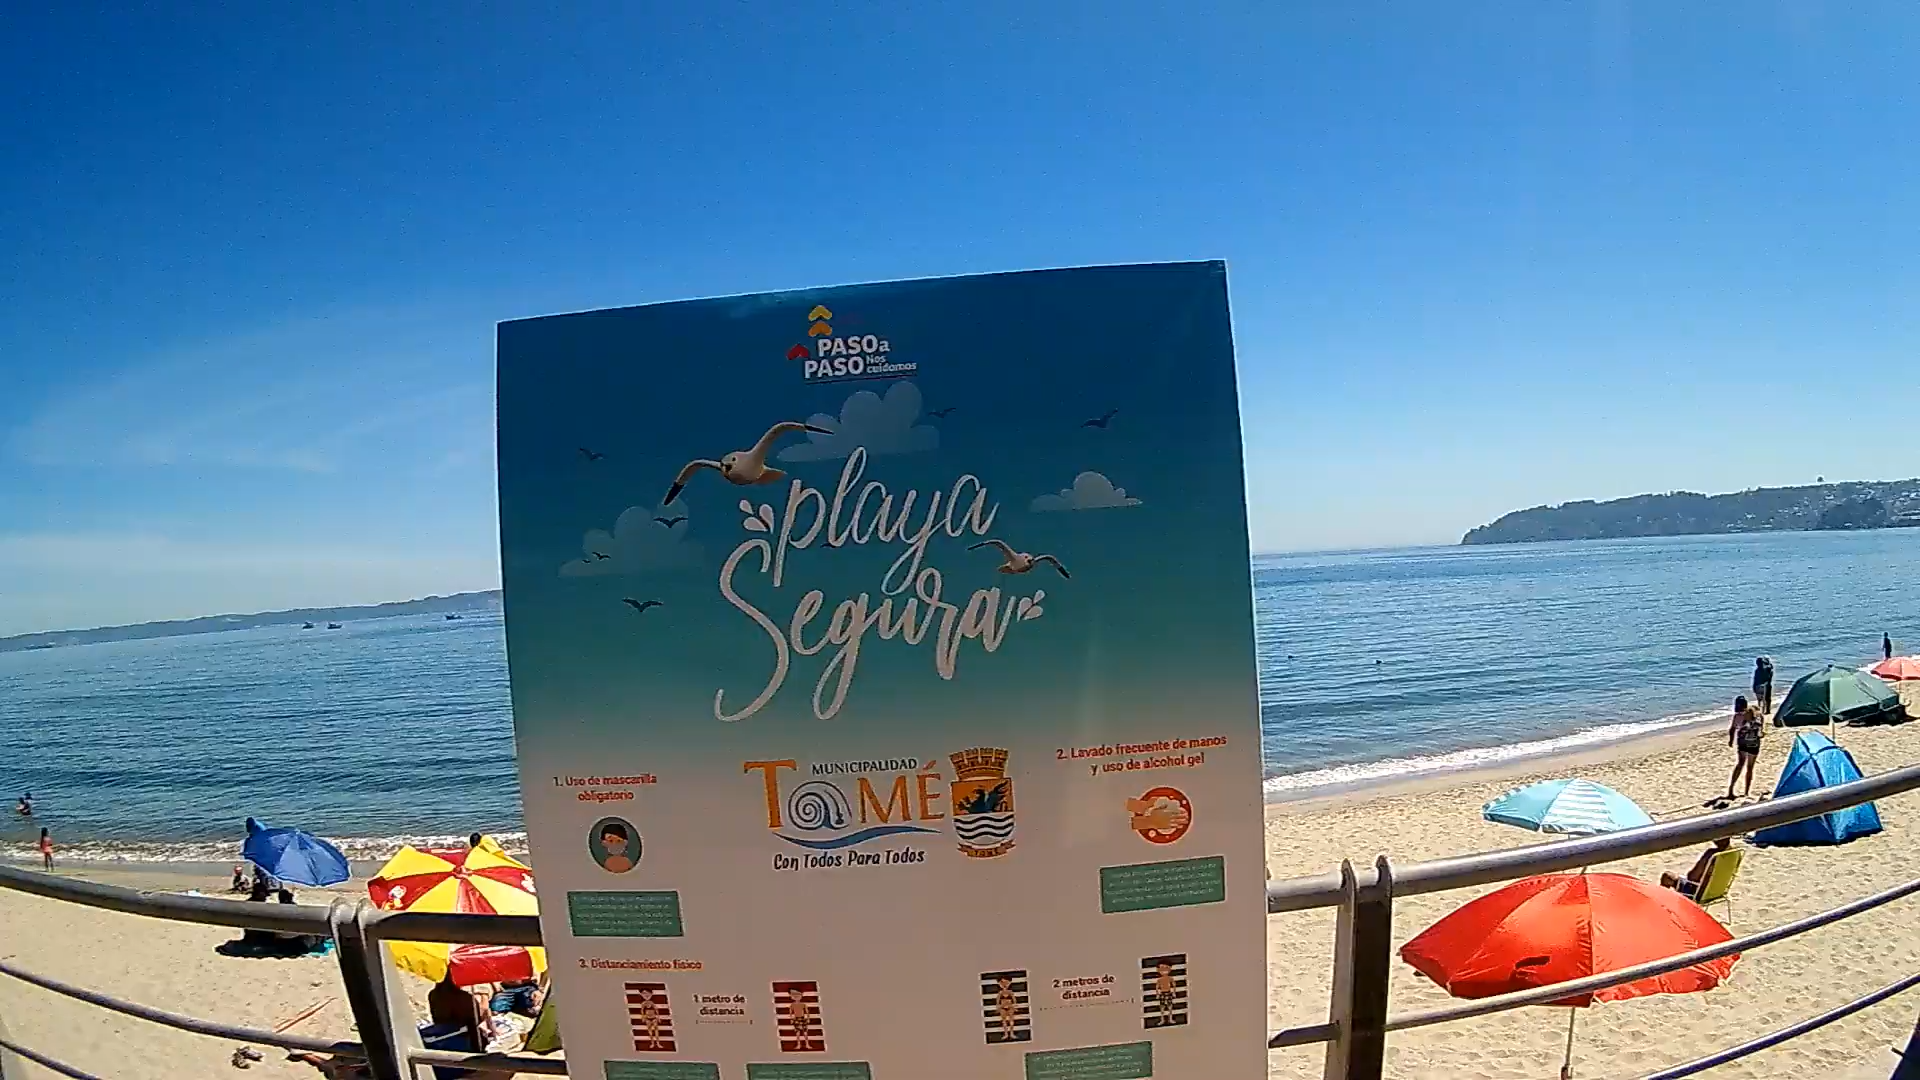 PASO a
PASO Nos cuidamos
playa
Segura
MUNICIPALIDAD
TOMÉ
Con Todos Para Todos
1. Uso de mascarilla
obligatorio
2. Lavado frecuente de manos
y uso de alcohol gel
3. Distanciamiento físico
1 metro de
distancia
2 metros de
distancia